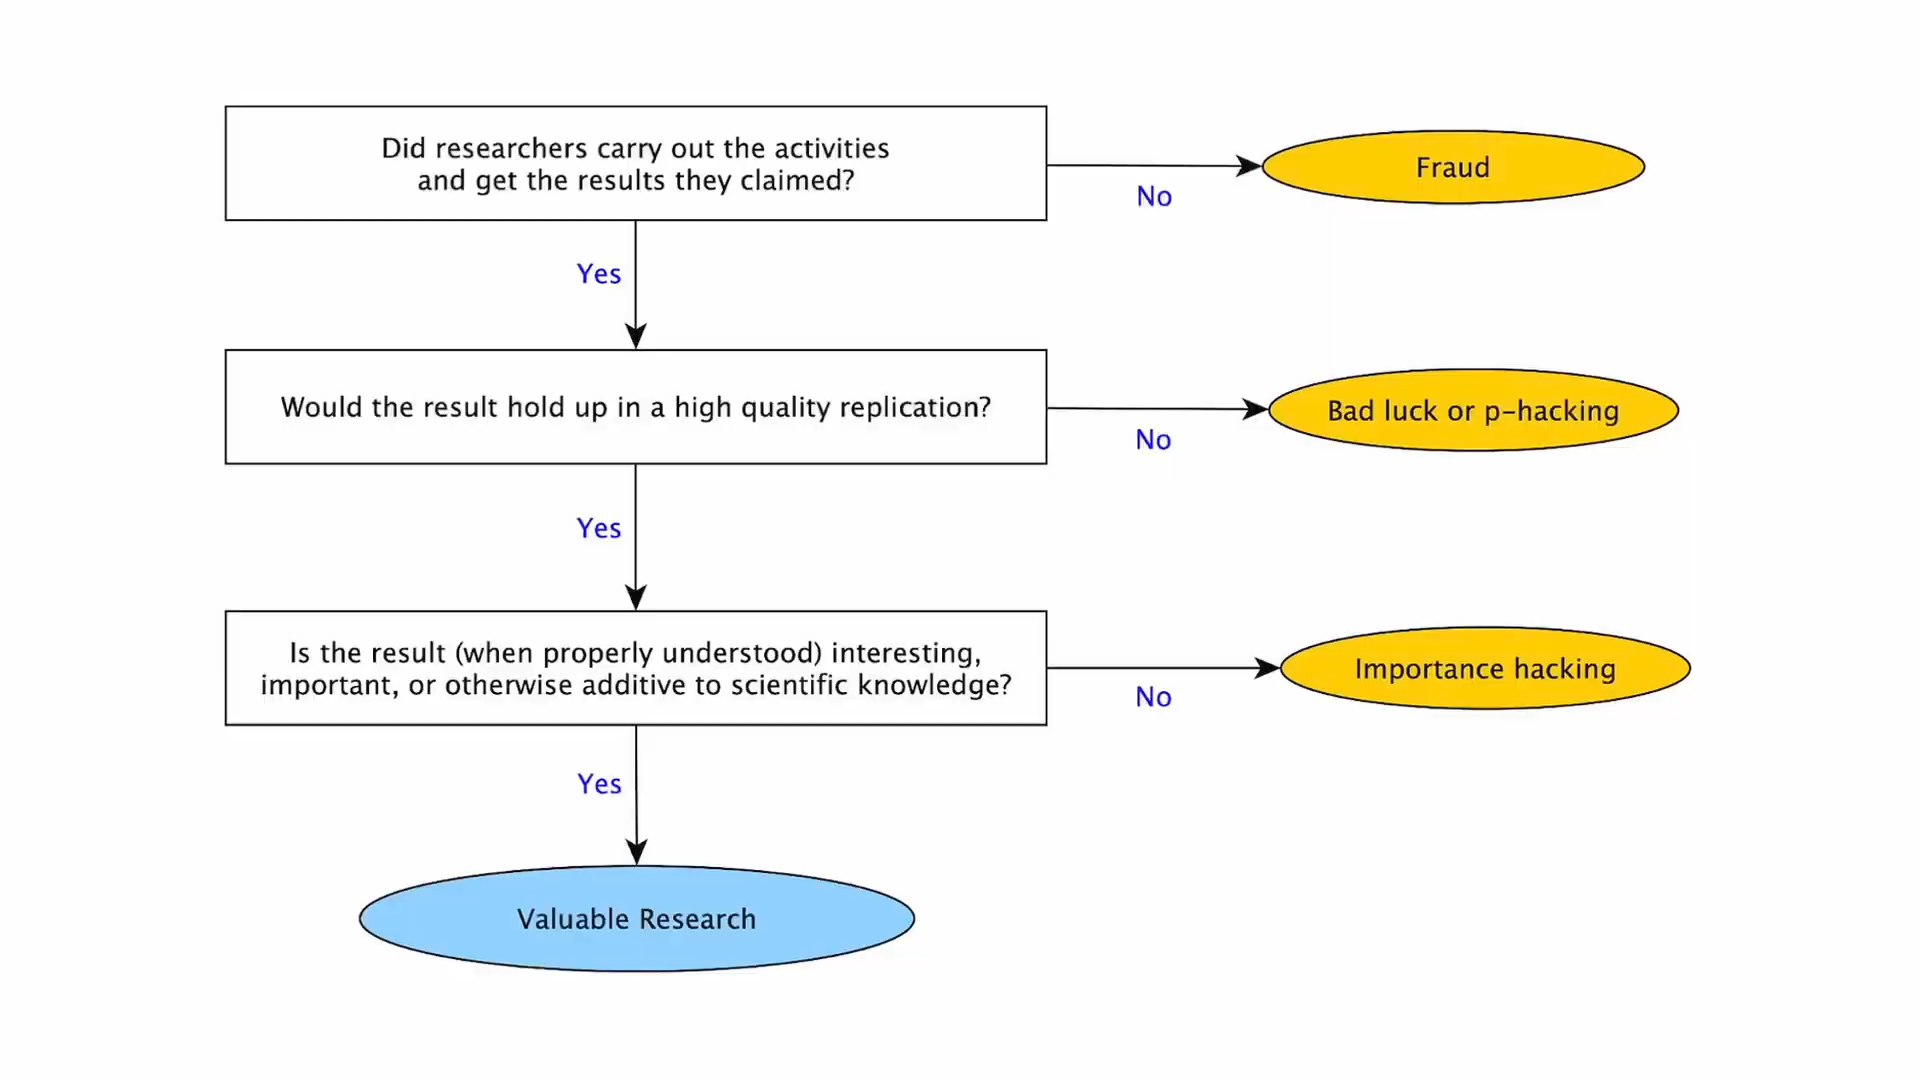 Did researchers carry out the activities
and get the results they claimed?
No
Fraud
Yes
Would the result hold up in a high quality replication?
No
Bad luck or p-hacking
Yes
Is the result (when properly understood) interesting,
important, or otherwise additive to scientific knowledge?
No
Importance hacking
Yes
Valuable Research